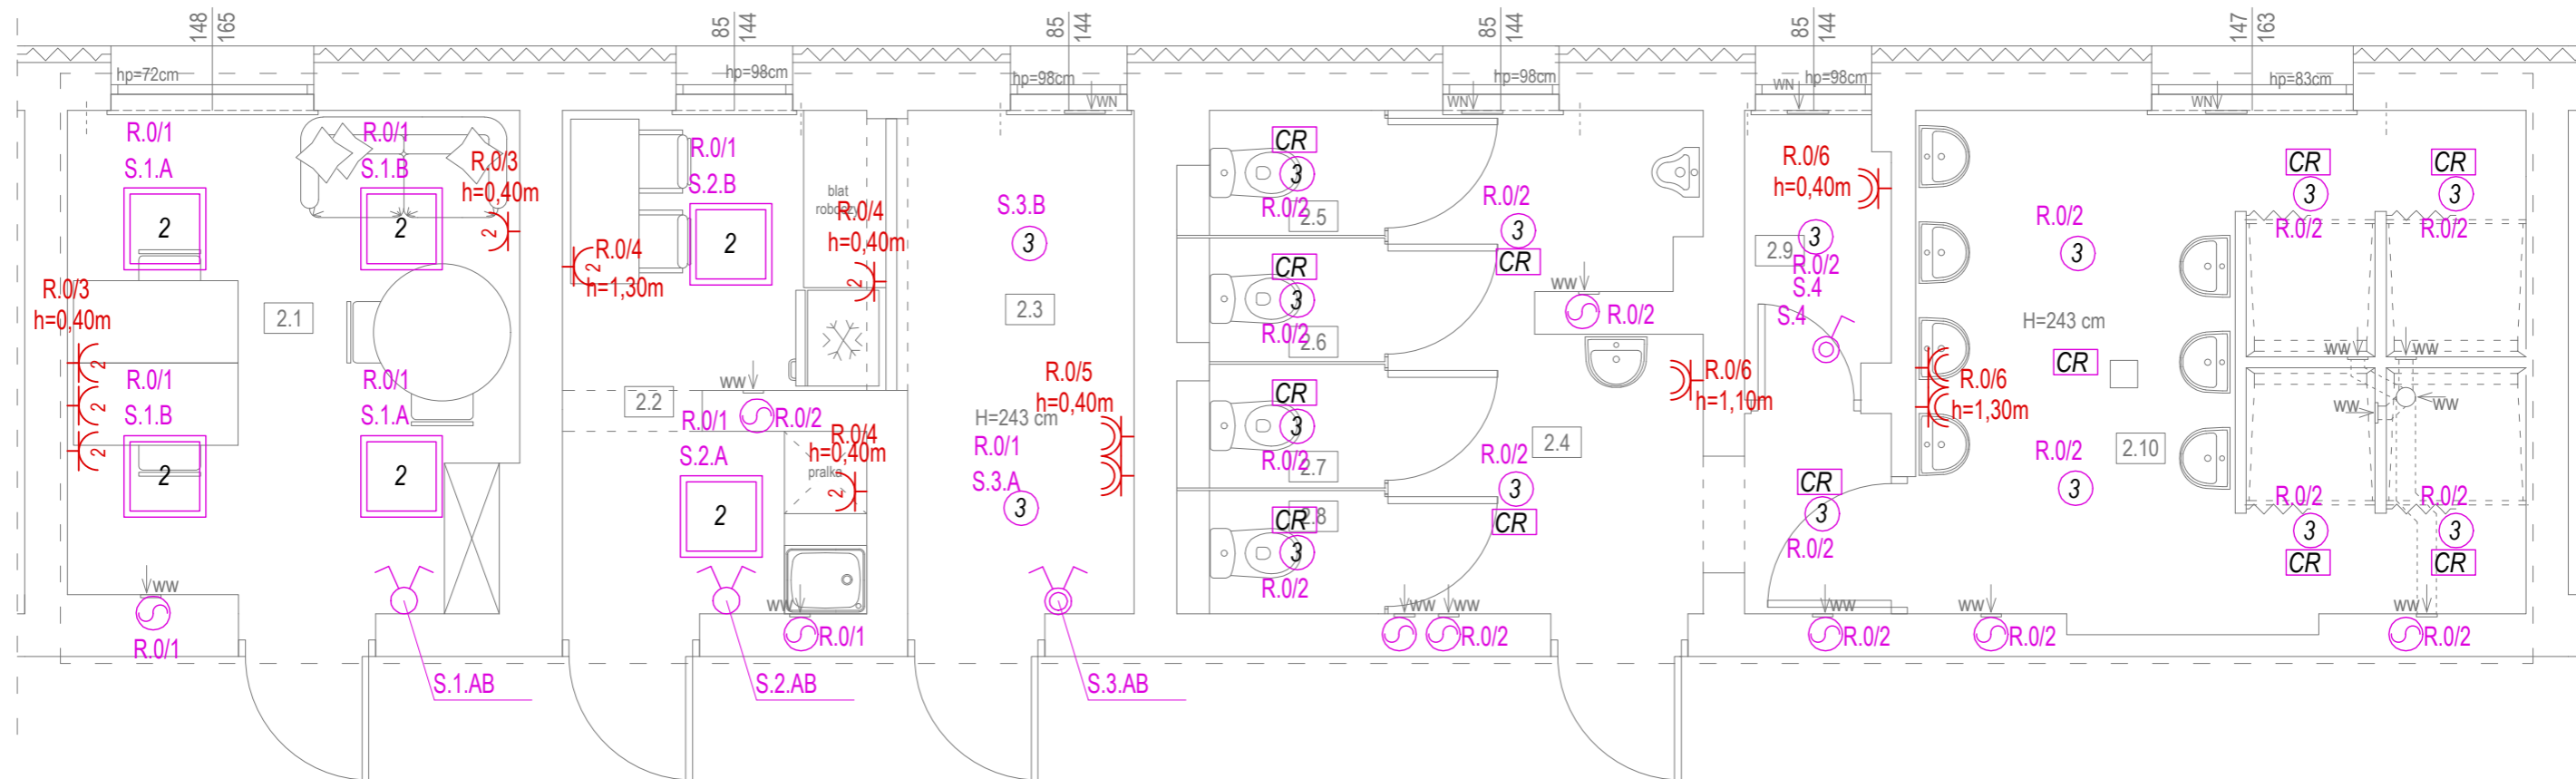 148
165
85
144
85
144
85
144
85
144
147
163
hp=72cm
hp=98cm
hp=98cm
WN
hp=98cm
WN
hp=98cm
WN
hp=83cm
WN
R.0/1
S.1.A
2
R.0/1
S.1.B
2
R.0/3
h=0,40m
2
R.0/3
h=0,40m
2
2
2
2.1
R.0/1
S.1.B
2
R.0/1
S.1.A
2
WW
R.0/1
S.1.AB
R.0/1
S.2.B
2
blat
roboczy
R.0/4
h=0,40m
2
R.0/4
h=1,30m
2
2.2
WW
R.0/2
R.0/1
S.2.A
2
R.0/4
h=0,40m
pralka
2
WW
R.0/1
S.2.AB
S.3.B
3
2.3
R.0/5
h=0,40m
H=243 cm
R.0/1
S.3.A
3
S.3.AB
CR
3
R.0/2
2.5
CR
3
R.0/2
2.6
CR
3
R.0/2
2.7
CR
2.8
3
R.0/2
R.0/2
3
CR
WW
R.0/2
R.0/6
h=1,10m
2.4
R.0/2
3
CR
WW
WW
R.0/2
R.0/6
h=0,40m
3
2.9
R.0/2
S.4
S.4
CR
3
R.0/2
WW
R.0/2
WW
R.0/2
R.0/2
3
H=243 cm
CR
R.0/6
h=1,30m
2.10
R.0/2
3
CR
3
R.0/2
CR
3
R.0/2
WW
WW
WW
WW
R.0/2
3
CR
R.0/2
3
CR
WW
R.0/2